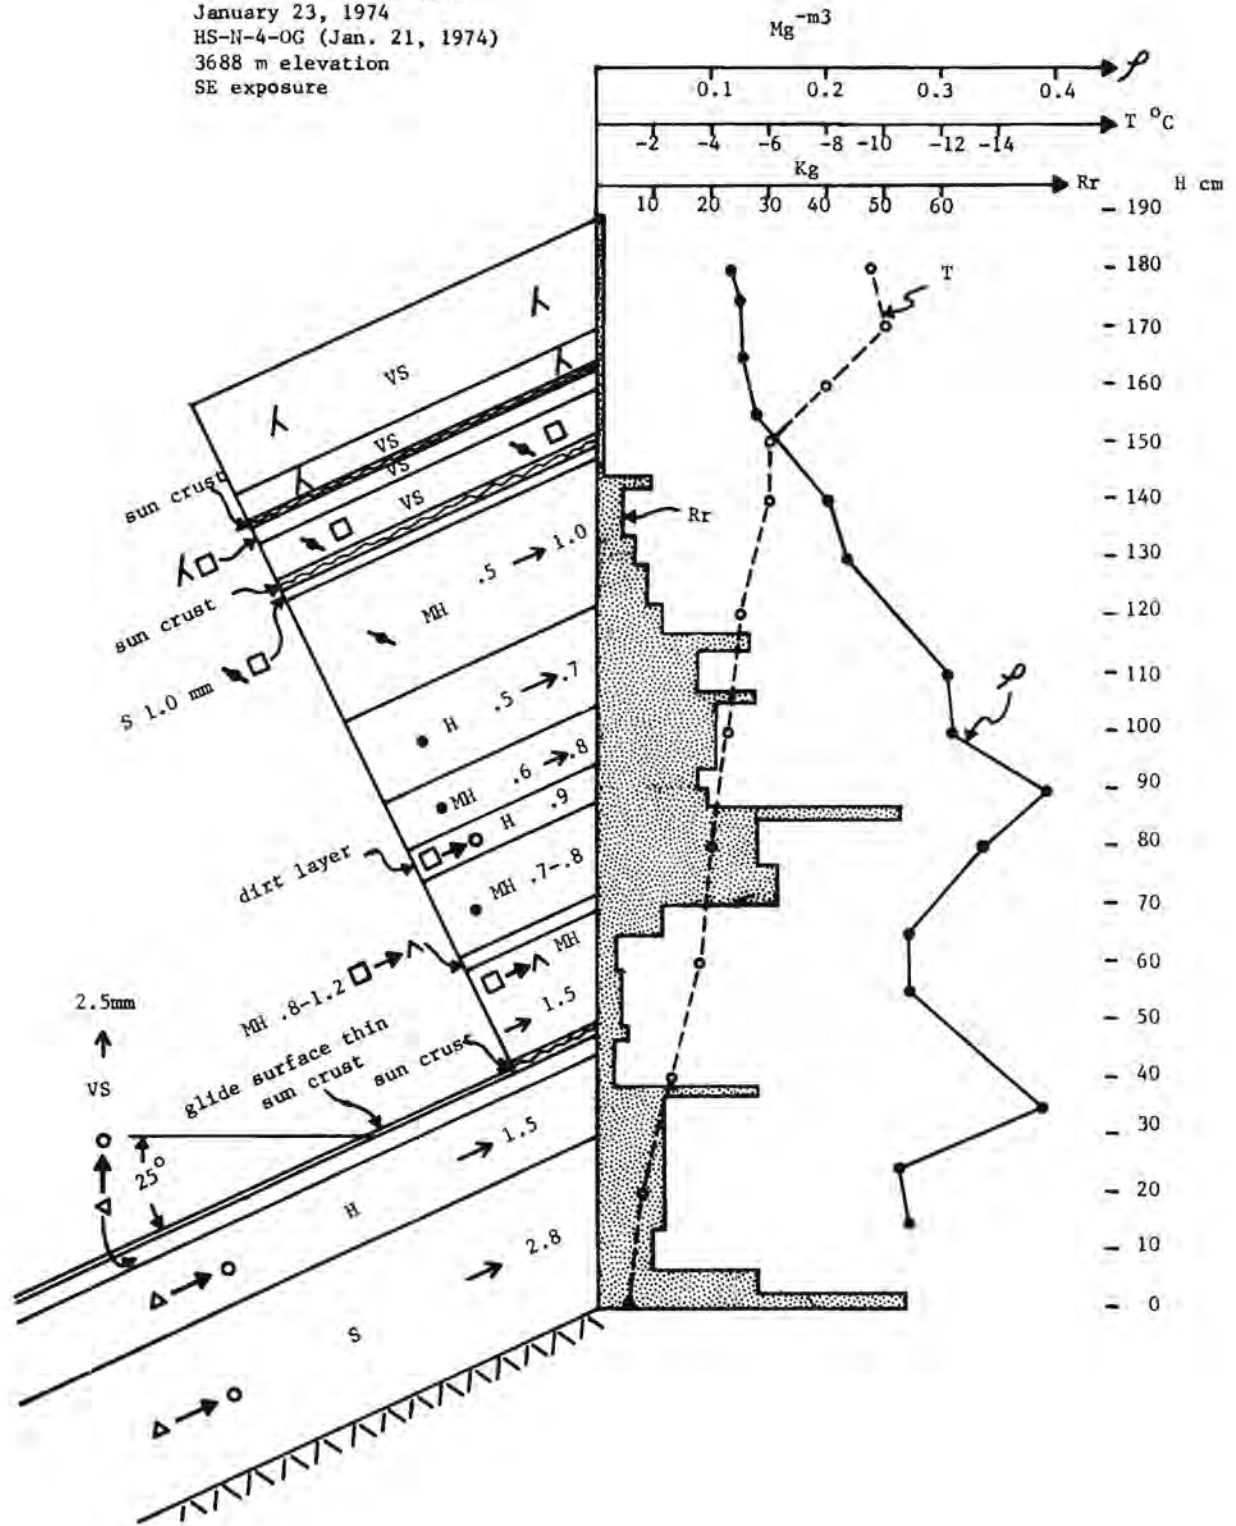 January 23, 1974
HS-N-4-OG (Jan. 21, 1974)
3688 m elevation
SE exposure
Mg-m3
0.1 0.2 0.3 0.4 ρ
T °C
-2 -4 -6 -8 -10 -12 -14
Kg
Rr H cm
10 20 30 40 50 60
190
180
170
160
150
140
130
120
110
100
90
80
70
60
50
40
30
20
10
0
T
Rr
ρ
VS
VS
VS
VS
sun crust
sun crust
S 1.0 mm
MH .5 1.0
H .5 .7
MH .6 .8
H .9
dirt layer
MH .7-.8
MH .8-1.2
MH
1.5
2.5mm
VS
25°
glide surface thin
sun crust
sun crust
H 1.5
S 2.8